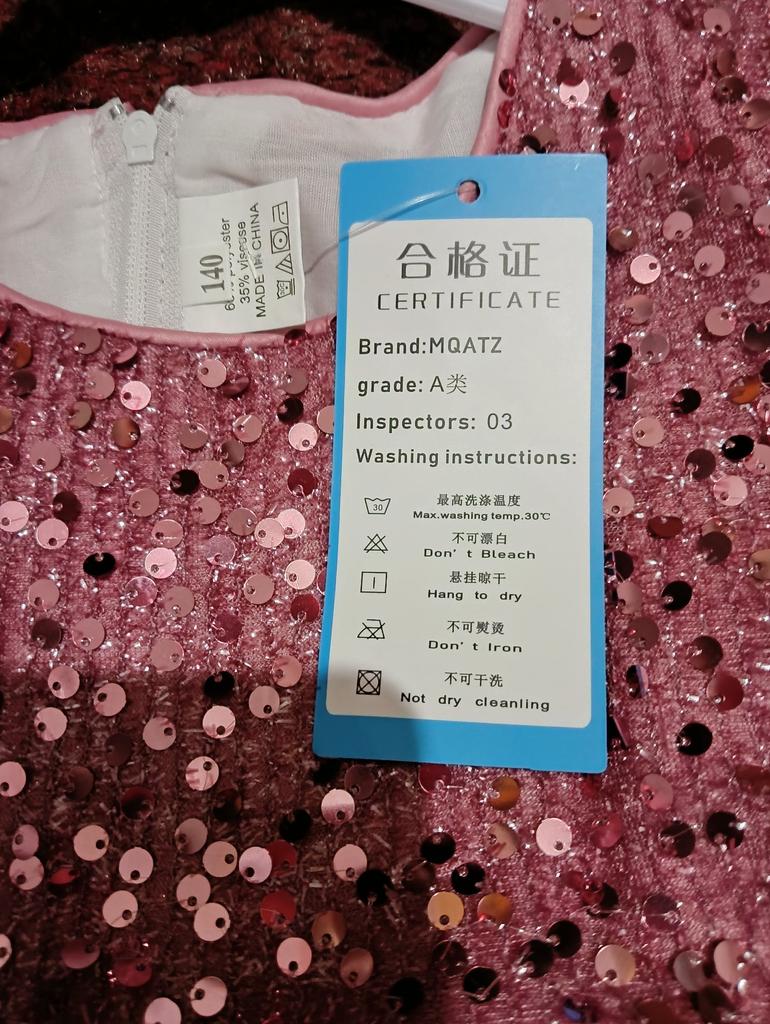 140
35% viscose
MADE IN CHINA
合格证
CERTIFICATE
Brand:MQATZ
grade: A类
Inspectors: 03
Washing instructions:
30
最高洗涤温度
Max.washing temp.30℃
不可漂白
Don't Bleach
悬挂晾干
Hang to dry
不可熨烫
Don't Iron
不可干洗
Not dry cleanling